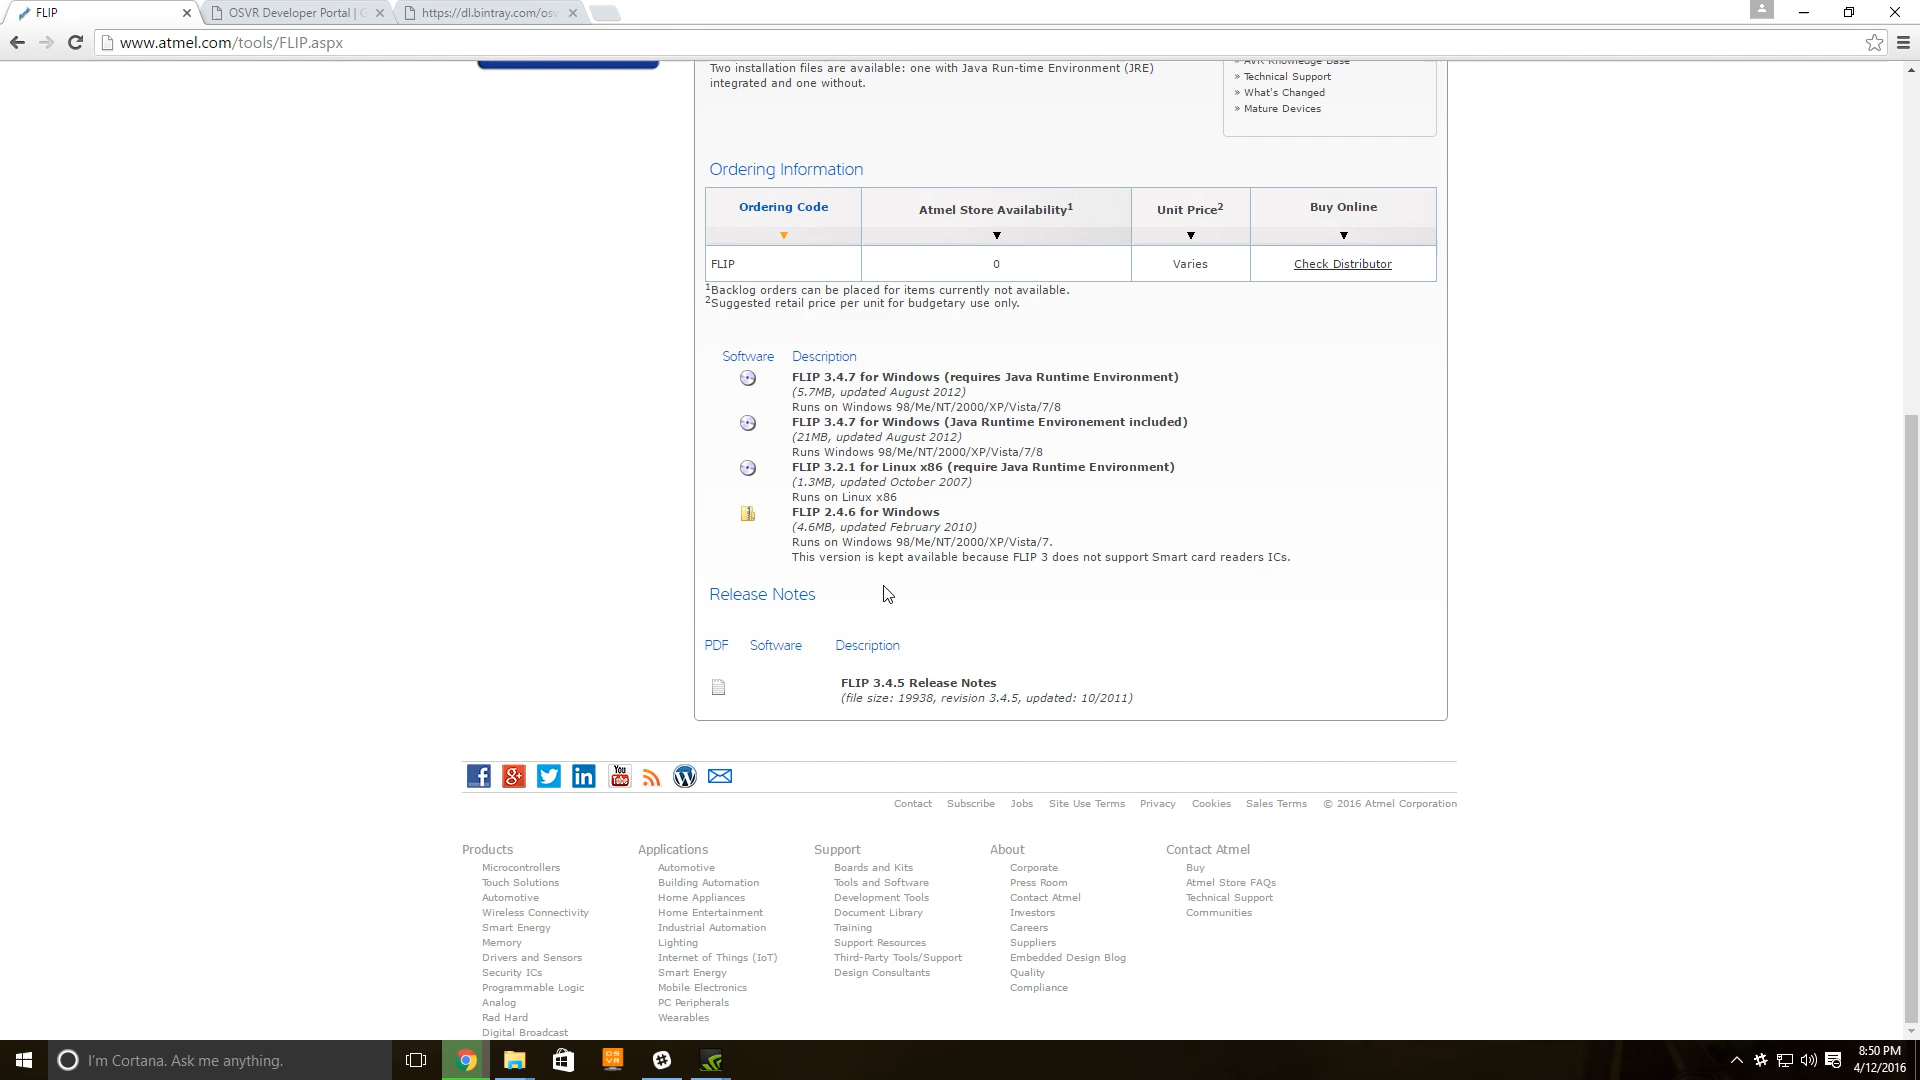 FLIP
OSVR Developer Portal | G
https://dl.bintray.com/osv
www.atmel.com/tools/FLIP.aspx
Two installation files are available: one with Java Run-time Environment (JRE)
integrated and one without.
» AVR Knowledge Base
» Technical Support
» What's Changed
» Mature Devices
Ordering Information
Ordering Code Atmel Store Availability1 Unit Price2 Buy Online
FLIP 0 Varies Check Distributor
1Backlog orders can be placed for items currently not available.
2Suggested retail price per unit for budgetary use only.
Software Description
FLIP 3.4.7 for Windows (requires Java Runtime Environment)
(5.7MB, updated August 2012)
Runs on Windows 98/Me/NT/2000/XP/Vista/7/8
FLIP 3.4.7 for Windows (Java Runtime Environement included)
(21MB, updated August 2012)
Runs Windows 98/Me/NT/2000/XP/Vista/7/8
FLIP 3.2.1 for Linux x86 (require Java Runtime Environment)
(1.3MB, updated October 2007)
Runs on Linux x86
FLIP 2.4.6 for Windows
(4.6MB, updated February 2010)
Runs on Windows 98/Me/NT/2000/XP/Vista/7.
This version is kept available because FLIP 3 does not support Smart card readers ICs.
Release Notes
PDF Software Description
FLIP 3.4.5 Release Notes
(file size: 19938, revision 3.4.5, updated: 10/2011)
You Tube
Contact Subscribe Jobs Site Use Terms Privacy Cookies Sales Terms © 2016 Atmel Corporation
Products
Microcontrollers
Touch Solutions
Automotive
Wireless Connectivity
Smart Energy
Memory
Drivers and Sensors
Security ICs
Programmable Logic
Analog
Rad Hard
Digital Broadcast
Applications
Automotive
Building Automation
Home Appliances
Home Entertainment
Industrial Automation
Lighting
Internet of Things (IoT)
Smart Energy
Mobile Electronics
PC Peripherals
Wearables
Support
Boards and Kits
Tools and Software
Development Tools
Document Library
Training
Support Resources
Third-Party Tools/Support
Design Consultants
About
Corporate
Press Room
Contact Atmel
Investors
Careers
Suppliers
Embedded Design Blog
Quality
Compliance
Contact Atmel
Buy
Atmel Store FAQs
Technical Support
Communities
I'm Cortana. Ask me anything.
OS
VR
8:50 PM
4/12/2016